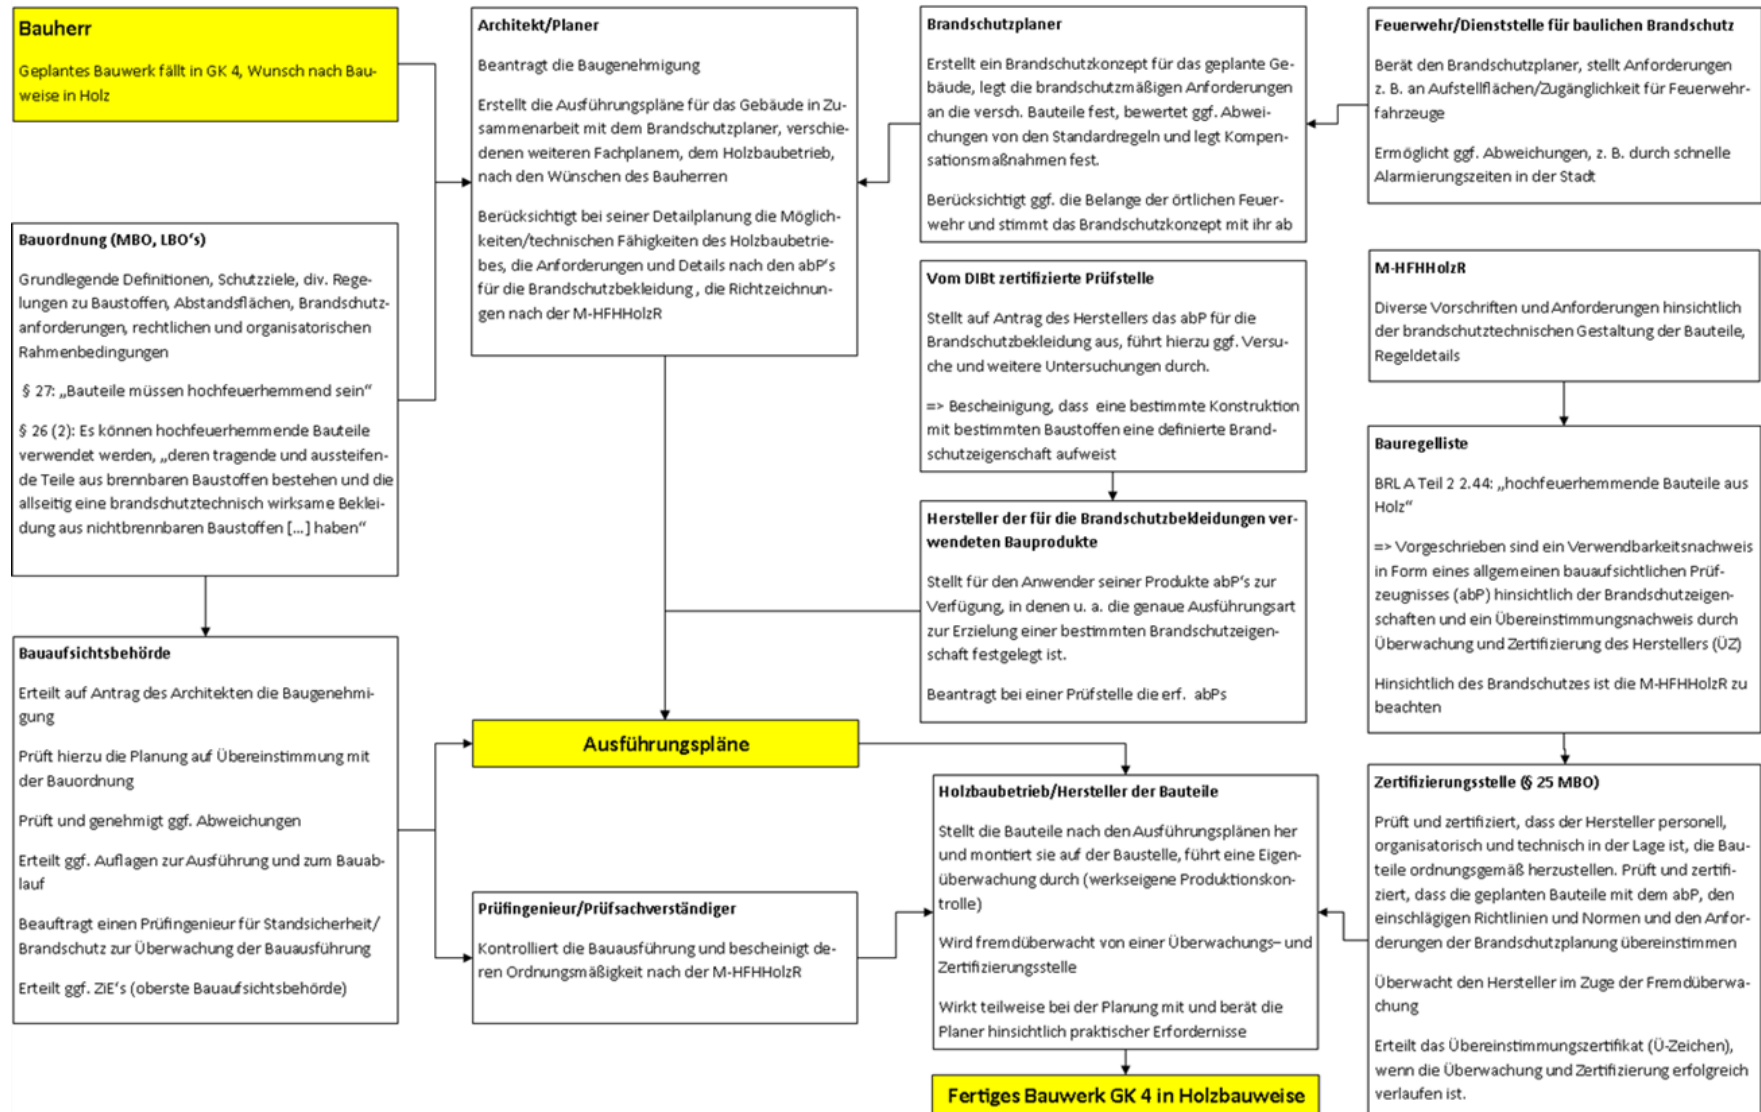 Bauherr
Geplantes Bauwerk fällt in GK 4, Wunsch nach Bau-
weise in Holz
Bauordnung (MBO, LBO‘s)
Grundlegende Definitionen, Schutzziele, div. Rege-
lungen zu Baustoffen, Abstandsflächen, Brandschutz-
anforderungen, rechtlichen und organisatorischen
Rahmenbedingungen
§ 27: „Bauteile müssen hochfeuerhemmend sein“
§ 26 (2): Es können hochfeuerhemmende Bauteile
verwendet werden, „deren tragende und aussteifen-
de Teile aus brennbaren Baustoffen bestehen und die
allseitig eine brandschutztechnisch wirksame Beklei-
dung aus nichtbrennbaren Baustoffen [...] haben“
Bauaufsichtsbehörde
Erteilt auf Antrag des Architekten die Baugenehmi-
gung
Prüft hierzu die Planung auf Übereinstimmung mit
der Bauordnung
Prüft und genehmigt ggf. Abweichungen
Erteilt ggf. Auflagen zur Ausführung und zum Bauab-
lauf
Beauftragt einen Prüfingenieur für Standsicherheit/
Brandschutz zur Überwachung der Bauausführung
Erteilt ggf. ZiE‘s (oberste Bauaufsichtsbehörde)
Architekt/Planer
Beantragt die Baugenehmigung
Erstellt die Ausführungspläne für das Gebäude in Zu-
sammenarbeit mit dem Brandschutzplaner, verschie-
denen weiteren Fachplanern, dem Holzbaubetrieb,
nach den Wünschen des Bauherren
Berücksichtigt bei seiner Detailplanung die Möglich-
keiten/technischen Fähigkeiten des Holzbaubetrie-
bes, die Anforderungen und Details nach den abP‘s
für die Brandschutzbekleidung , die Richtzeichnun-
gen nach der M-HFHHolzR
Ausführungspläne
Prüfingenieur/Prüfsachverständiger
Kontrolliert die Bauausführung und bescheinigt de-
ren Ordnungsmäßigkeit nach der M-HFHHolzR
Brandschutzplaner
Erstellt ein Brandschutzkonzept für das geplante Ge-
bäude, legt die brandschutzmäßigen Anforderungen
an die versch. Bauteile fest, bewertet ggf. Abwei-
chungen von den Standardregeln und legt Kompen-
sationsmaßnahmen fest.
Berücksichtigt ggf. die Belange der örtlichen Feuer-
wehr und stimmt das Brandschutzkonzept mit ihr ab
Vom DIBt zertifizierte Prüfstelle
Stellt auf Antrag des Herstellers das abP für die
Brandschutzbekleidung aus, führt hierzu ggf. Versu-
che und weitere Untersuchungen durch.
=> Bescheinigung, dass eine bestimmte Konstruktion
mit bestimmten Baustoffen eine definierte Brand-
schutzeigenschaft aufweist
Hersteller der für die Brandschutzbekleidungen ver-
wendeten Bauprodukte
Stellt für den Anwender seiner Produkte abP‘s zur
Verfügung, in denen u. a. die genaue Ausführungsart
zur Erzielung einer bestimmten Brandschutzeigen-
schaft festgelegt ist.
Beantragt bei einer Prüfstelle die erf. abPs
Holzbaubetrieb/Hersteller der Bauteile
Stellt die Bauteile nach den Ausführungsplänen her
und montiert sie auf der Baustelle, führt eine Eigen-
überwachung durch (werkseigene Produktionskon-
trolle)
Wird fremdüberwacht von einer Überwachungs– und
Zertifizierungsstelle
Wirkt teilweise bei der Planung mit und berät die
Planer hinsichtlich praktischer Erfordernisse
Fertiges Bauwerk GK 4 in Holzbauweise
Feuerwehr/Dienststelle für baulichen Brandschutz
Berät den Brandschutzplaner, stellt Anforderungen
z. B. an Aufstellflächen/Zugänglichkeit für Feuerwehr-
fahrzeuge
Ermöglicht ggf. Abweichungen, z. B. durch schnelle
Alarmierungszeiten in der Stadt
M-HFHHolzR
Diverse Vorschriften und Anforderungen hinsichtlich
der brandschutztechnischen Gestaltung der Bauteile,
Regeldetails
Bauregelliste
BRL A Teil 2 2.44: „hochfeuerhemmende Bauteile aus
Holz“
=> Vorgeschrieben sind ein Verwendbarkeitsnachweis
in Form eines allgemeinen bauaufsichtlichen Prüf-
zeugnisses (abP) hinsichtlich der Brandschutzeigen-
schaften und ein Übereinstimmungsnachweis durch
Überwachung und Zertifizierung des Herstellers (ÜZ)
Hinsichtlich des Brandschutzes ist die M-HFHHolzR zu
beachten
Zertifizierungsstelle (§ 25 MBO)
Prüft und zertifiziert, dass der Hersteller personell,
organisatorisch und technisch in der Lage ist, die Bau-
teile ordnungsgemäß herzustellen. Prüft und zertifi-
ziert, dass die geplanten Bauteile mit dem abP, den
einschlägigen Richtlinien und Normen und den Anfor-
derungen der Brandschutzplanung übereinstimmen
Überwacht den Hersteller im Zuge der Fremdüberwa-
chung
Erteilt das Übereinstimmungszertifikat (Ü-Zeichen),
wenn die Überwachung und Zertifizierung erfolgreich
verlaufen ist.